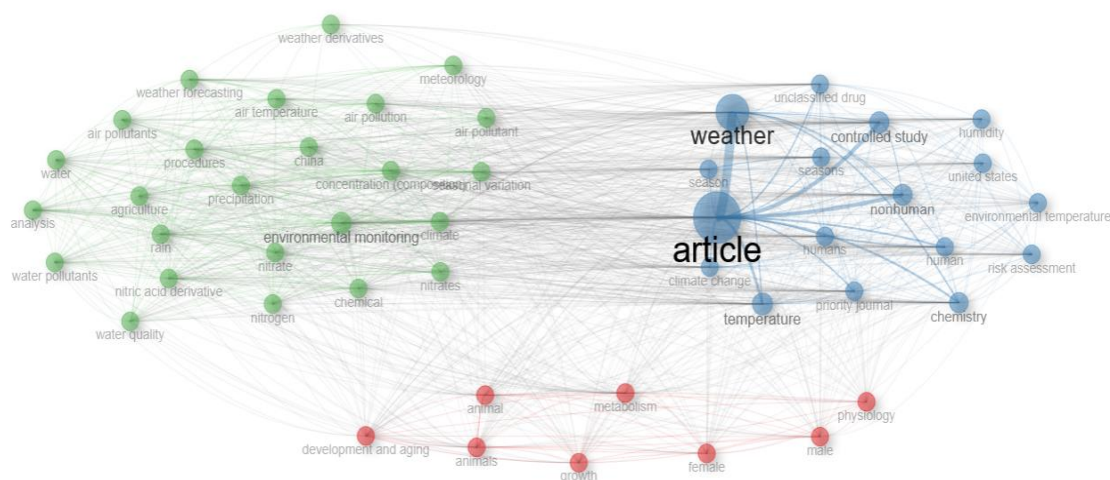 weather derivatives
meteorology
weather forecasting
air temperature
air pollution
air pollutants
air pollutant
procedures
china
water
concentration (composition)
seasonal variation
precipitation
agriculture
analysis
environmental monitoring
climate
rain
nitrate
water pollutants
nitric acid derivative
nitrates
chemical
nitrogen
water quality
unclassified drug
weather
controlled study
humidity
season
seasons
united states
nonhuman
environmental temperature
article
humans
human
risk assessment
climate change
priority journal
temperature
chemistry
animal
metabolism
physiology
development and aging
animals
growth
female
male